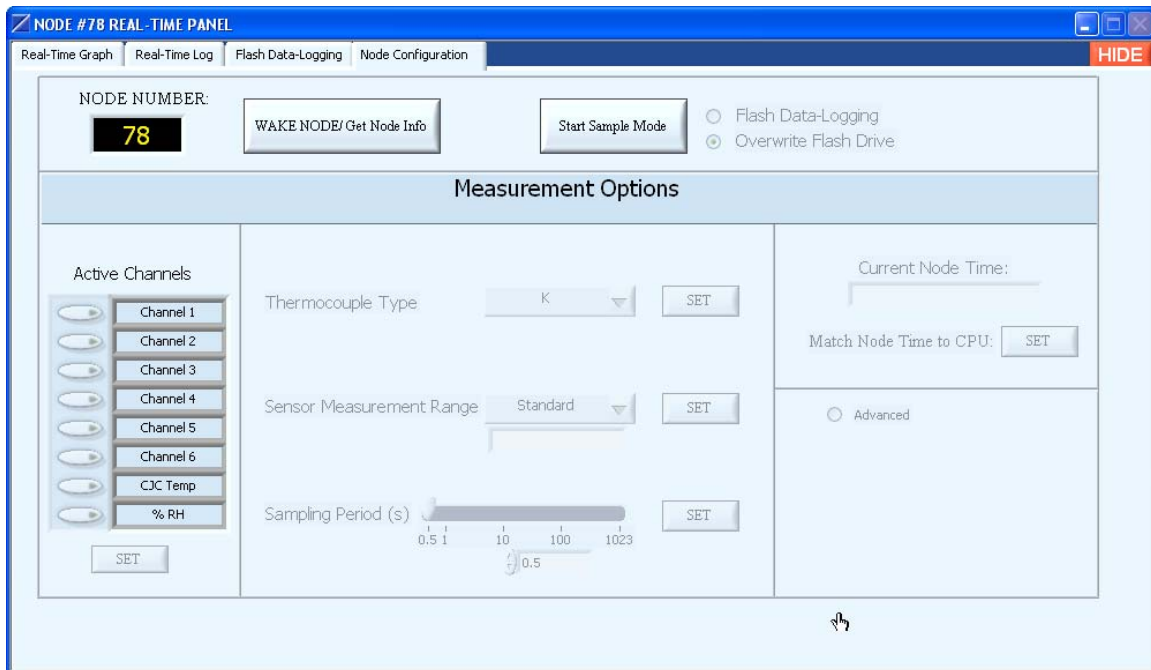 NODE #78 REAL-TIME PANEL
Real-Time Graph
Real-Time Log
Flash Data-Logging
Node Configuration
HIDE
NODE NUMBER:
78
WAKE NODE/ Get Node Info
Start Sample Mode
Flash Data-Logging
Overwrite Flash Drive
Measurement Options
Active Channels
Channel 1
Channel 2
Channel 3
Channel 4
Channel 5
Channel 6
CJC Temp
% RH
SET
Thermocouple Type
K
SET
Sensor Measurement Range
Standard
SET
Sampling Period (s)
0.5 1 10 100 1023
0.5
SET
Current Node Time:
Match Node Time to CPU:
SET
Advanced